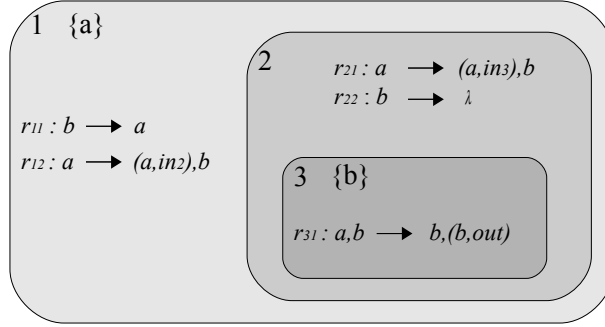 1 {a}
2
r₂₁ : a → (a,in₃),b
r₂₂ : b → λ
r₁₁ : b → a
r₁₂ : a → (a,in₂),b
3 {b}
r₃₁ : a,b → b,(b,out)